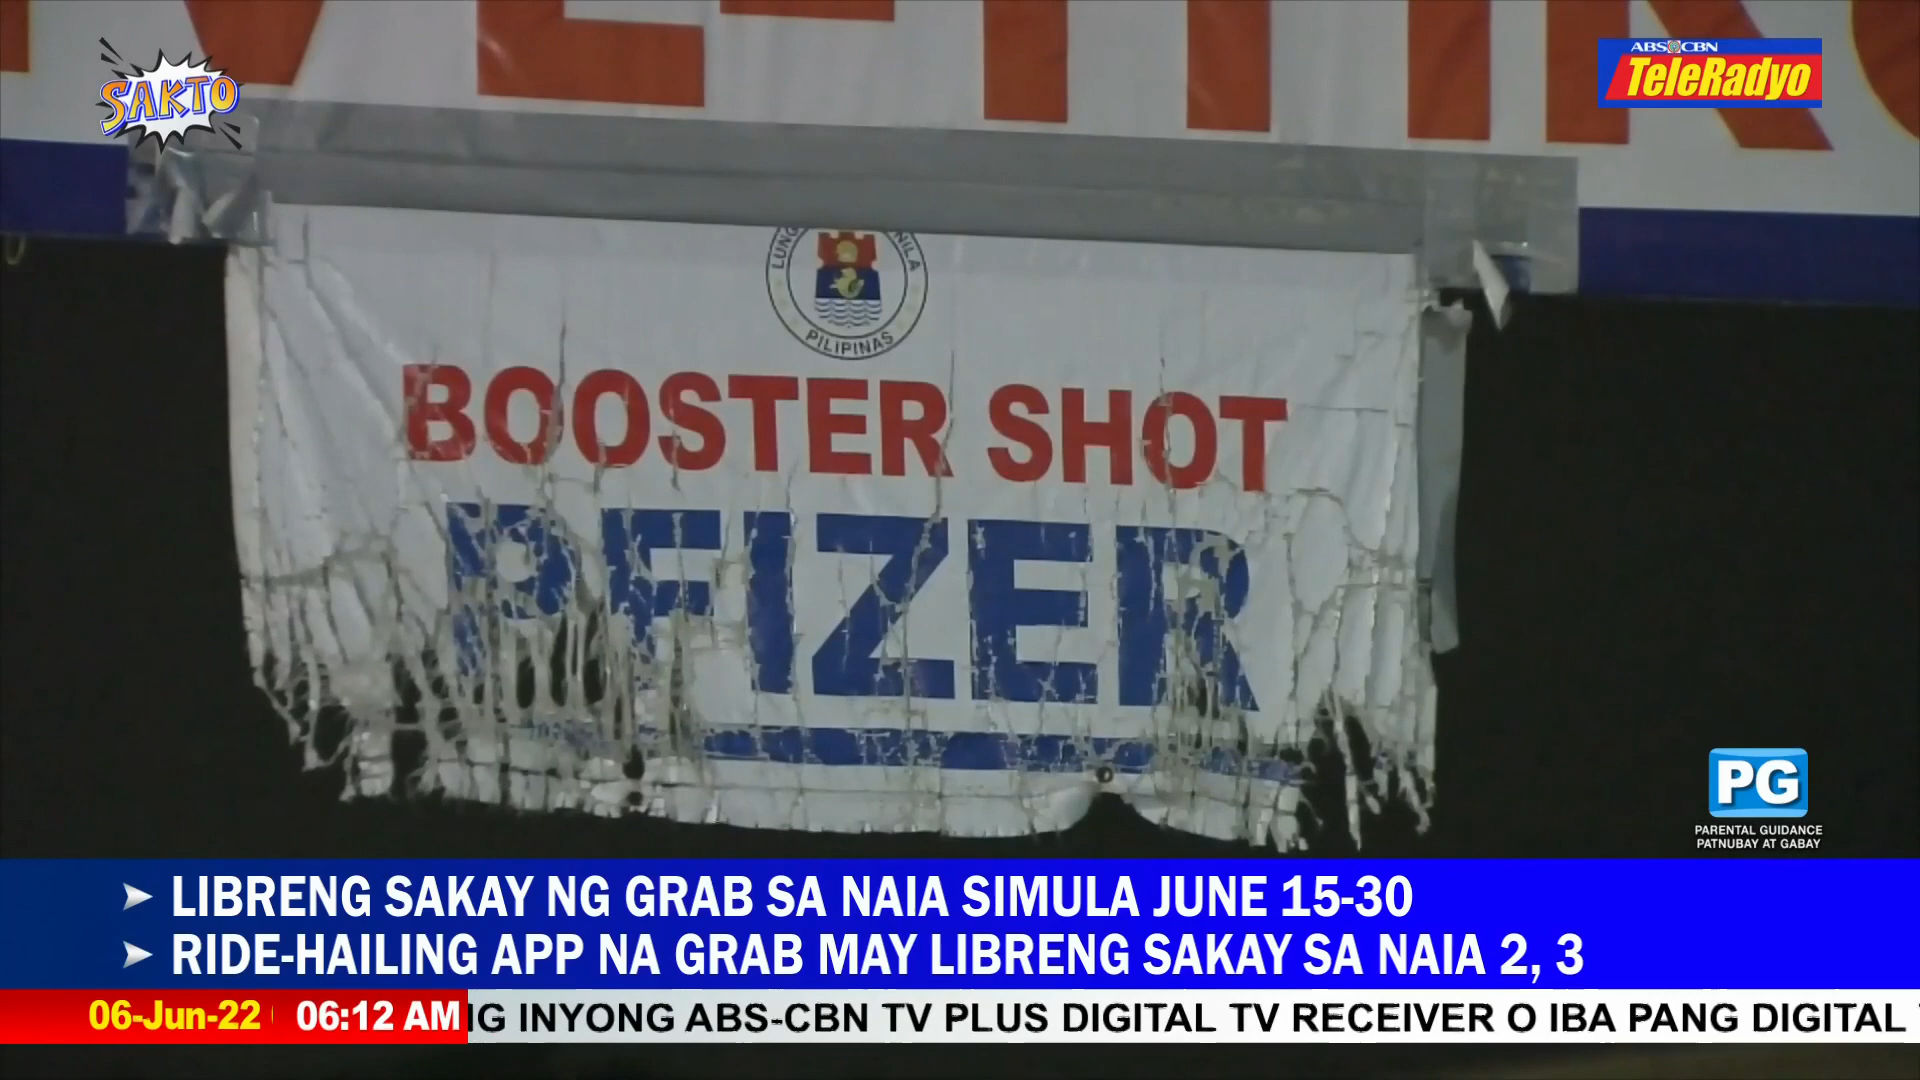 SAKTO
ABS-CBN
TeleRadyo
PILIPINAS
BOOSTER SHOT
PFIZER
PG
PARENTAL GUIDANCE
PATNUBAY AT GABAY
LIBRENG SAKAY NG GRAB SA NAIA SIMULA JUNE 15-30
RIDE-HAILING APP NA GRAB MAY LIBRENG SAKAY SA NAIA 2, 3
06-Jun-22 06:12 AM INYONG ABS-CBN TV PLUS DIGITAL TV RECEIVER O IBA PANG DIGITAL